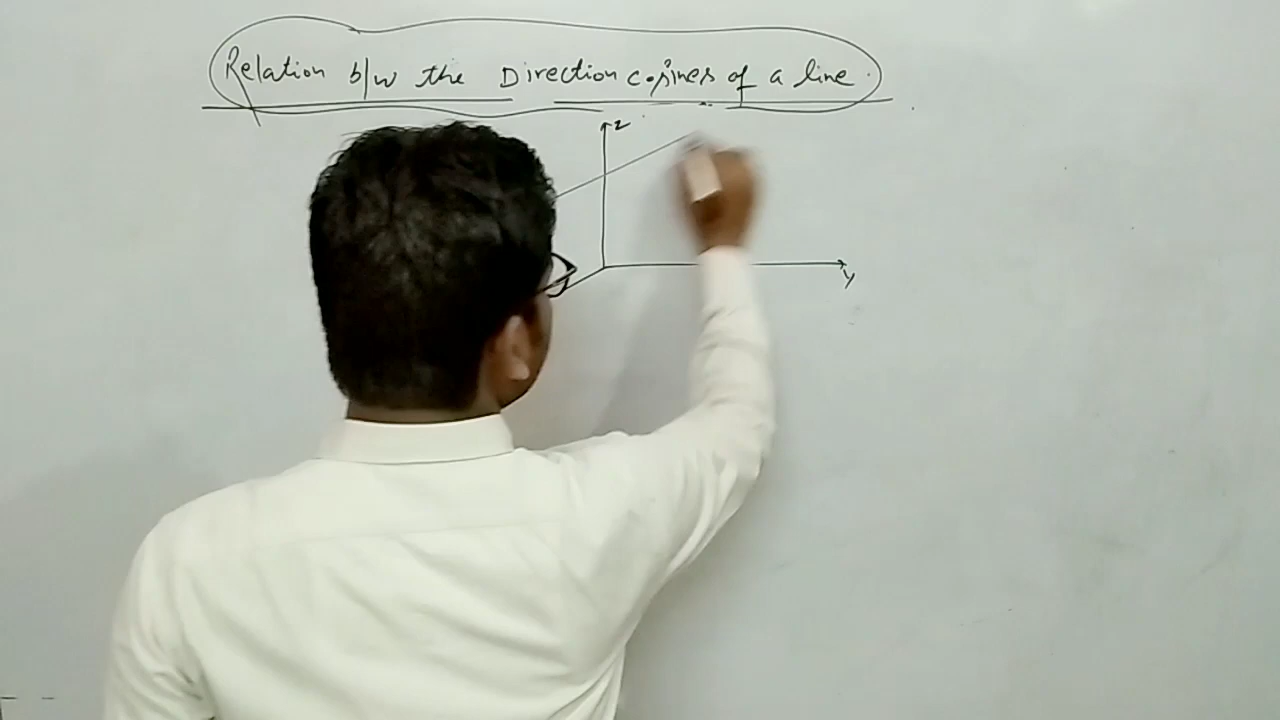 Relation b/w the Direction cosines of a line.
z
y